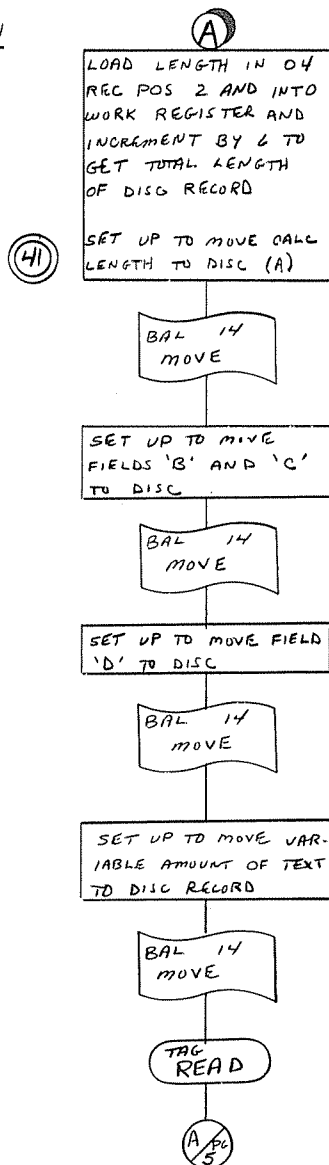 A
LOAD LENGTH IN 04
REC POS 2 AND INTO
WORK REGISTER AND
INCREMENT BY 6 TO
GET TOTAL LENGTH
OF DISC RECORD
SET UP TO MOVE CALC
LENGTH TO DISC (A)
41
BAL 14
MOVE
SET UP TO MOVE
FIELDS 'B' AND 'C'
TO DISC
BAL 14
MOVE
SET UP TO MOVE FIELD
'D' TO DISC
BAL 14
MOVE
SET UP TO MOVE VAR-
IABLE AMOUNT OF TEXT
TO DISC RECORD
BAL 14
MOVE
TAG
READ
A/PG
5